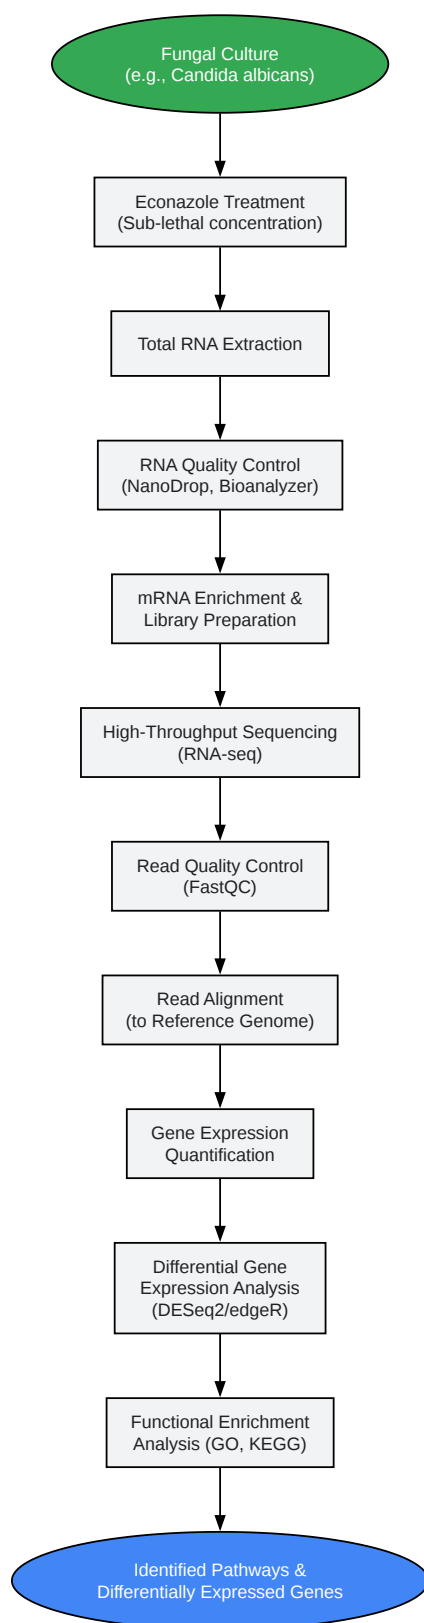 Fungal Culture
(e.g., Candida albicans)
Econazole Treatment
(Sub-lethal concentration)
Total RNA Extraction
RNA Quality Control
(NanoDrop, Bioanalyzer)
mRNA Enrichment &
Library Preparation
High-Throughput Sequencing
(RNA-seq)
Read Quality Control
(FastQC)
Read Alignment
(to Reference Genome)
Gene Expression
Quantification
Differential Gene
Expression Analysis
(DESeq2/edgeR)
Functional Enrichment
Analysis (GO, KEGG)
Identified Pathways &
Differentially Expressed Genes